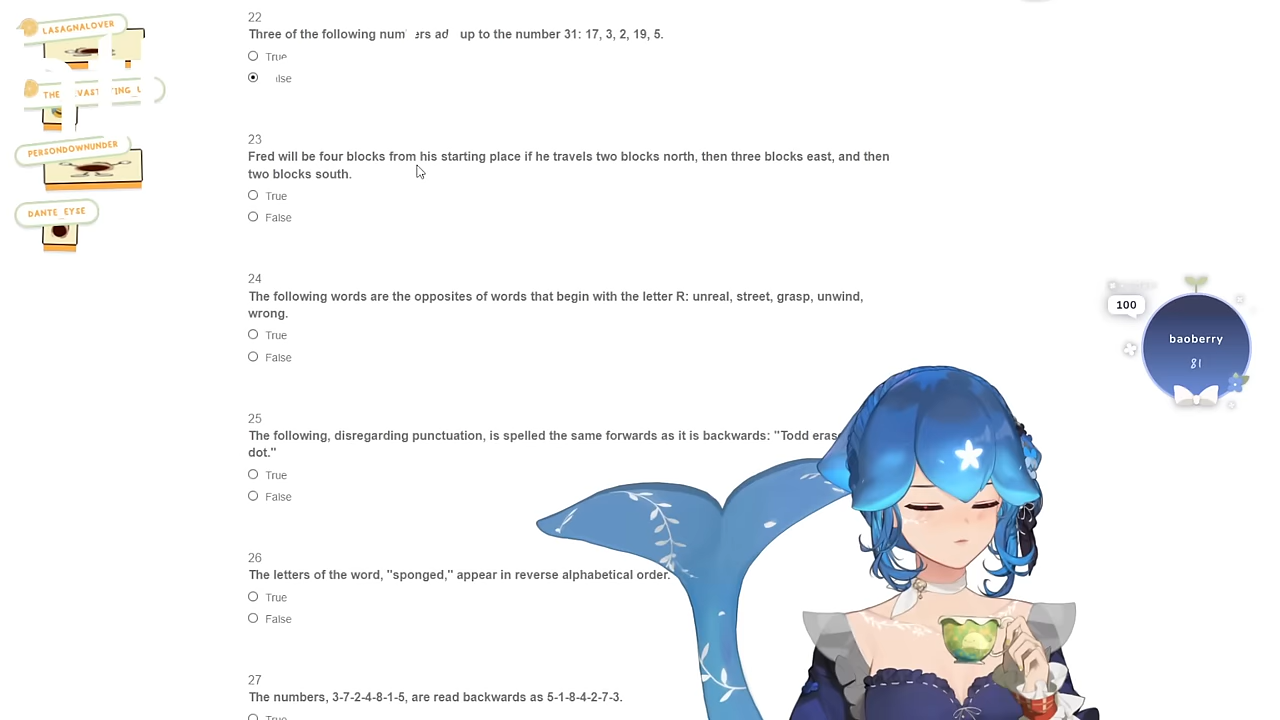 LASAGNALOVER
PERSONDOWNUNDER
DANTE_EYSE
22
Three of the following up to the number 31: 17, 3, 2, 19, 5.
True
23
Fred will be four blocks from his starting place if he travels two blocks north, then three blocks east, and then
two blocks south.
True
False
24
The following words are the opposites of words that begin with the letter R: unreal, street, grasp, unwind,
wrong.
True
False
25
The following, disregarding punctuation, is spelled the same forwards as it is backwards: "Todd eras
dot."
True
False
26
The letters of the word, "sponged," appear in reverse alphabetical order.
True
False
27
The numbers, 3-7-2-4-8-1-5, are read backwards as 5-1-8-4-2-7-3.
100
baoberry
81